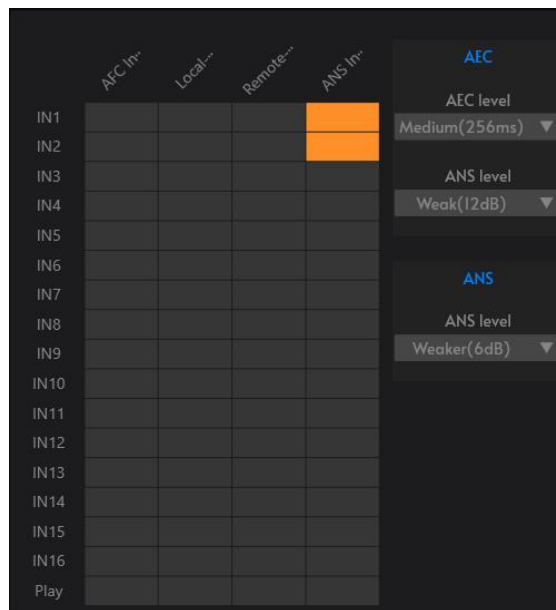 AFC In..
Local-..
Remote-..
ANS In..
IN1
IN2
IN3
IN4
IN5
IN6
IN7
IN8
IN9
IN10
IN11
IN12
IN13
IN14
IN15
IN16
Play
AEC
AEC level
Medium(256ms)
ANS level
Weak(12dB)
ANS
ANS level
Weaker(6dB)